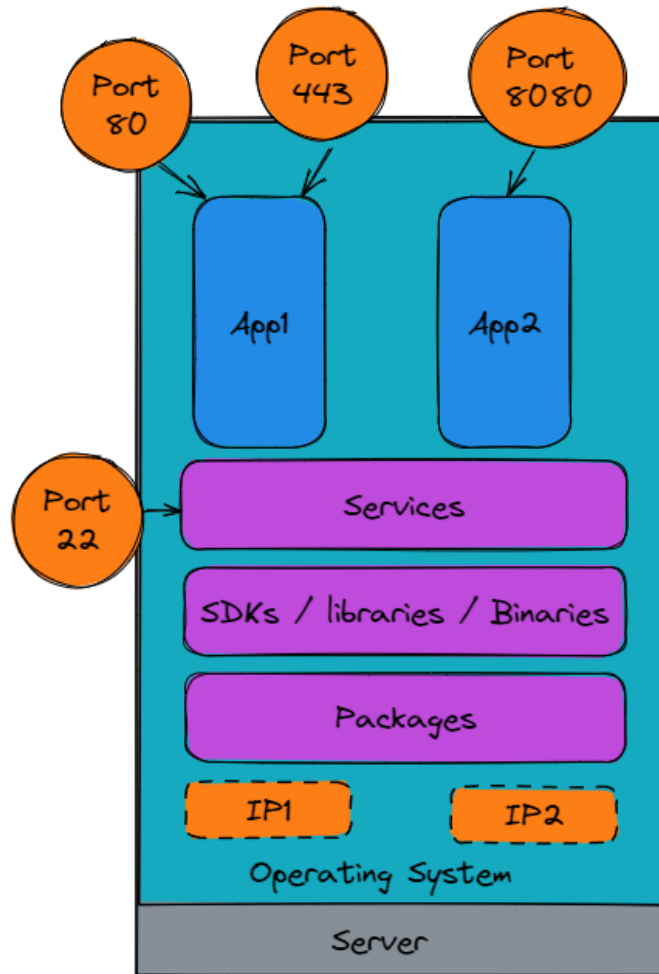 Port
80
Port
443
Port
8080
App1
App2
Port
22
Services
SDKs / libraries / Binaries
Packages
IP1
IP2
Operating System
Server